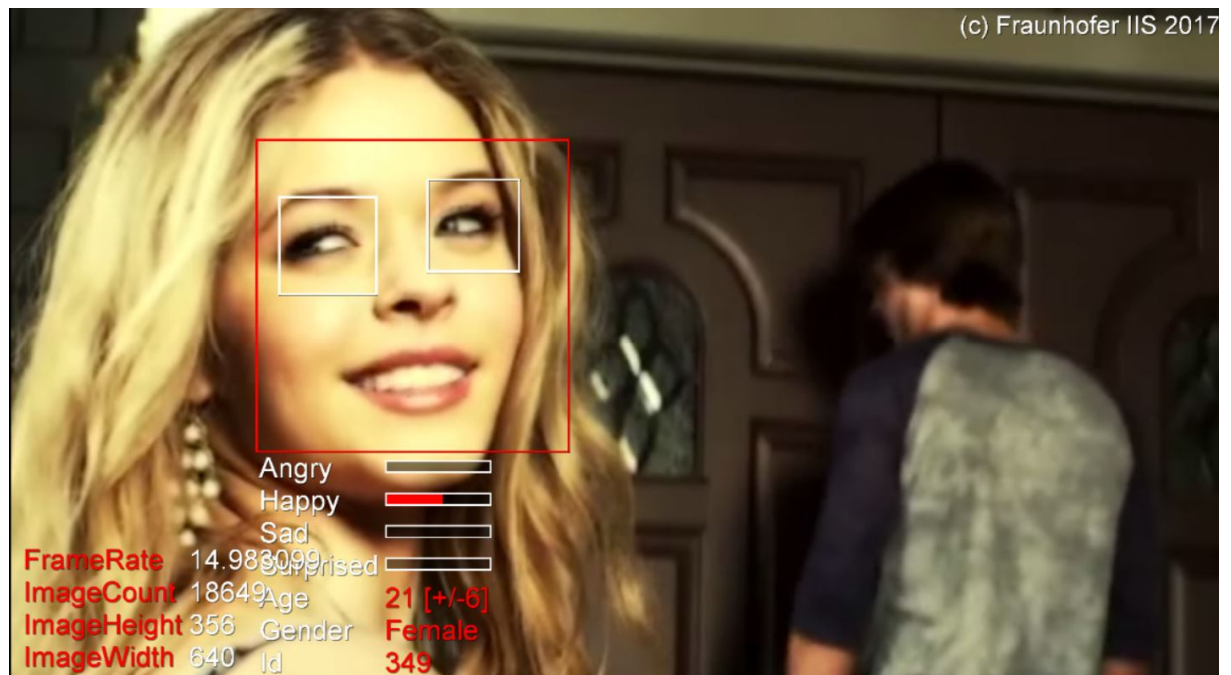 (c) Fraunhofer IIS 2017
Angry
Happy
Sad
Surprised
FrameRate 14.983099
ImageCount 18649
Age 21 [+/-6]
ImageHeight 356
Gender Female
ImageWidth 640
Id 349